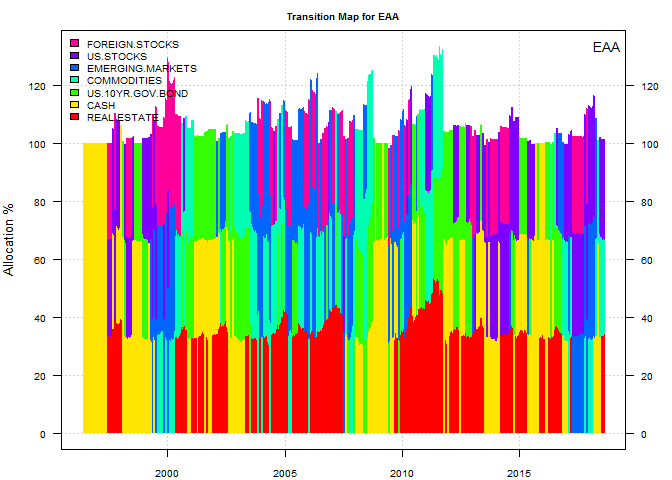 Transition Map for EAA
EAA
FOREIGN.STOCKS
US.STOCKS
EMERGING.MARKETS
COMMODITIES
US.10YR.GOV.BOND
CASH
REAL.ESTATE
Allocation %
120
100
80
60
40
20
0
120
100
80
60
40
20
0
2000
2005
2010
2015